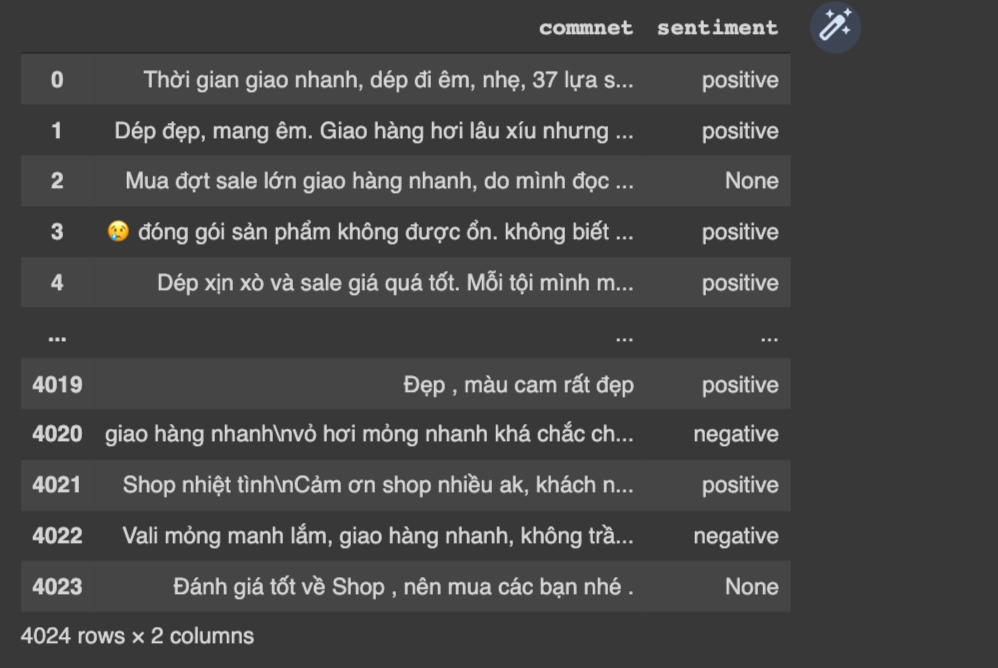 commnet sentiment
0 Thời gian giao nhanh, dép đi êm, nhẹ, 37 lựa s... positive
1 Dép đẹp, mang êm. Giao hàng hơi lâu xíu nhưng ... positive
2 Mua đợt sale lớn giao hàng nhanh, do mình đọc ... None
3 😢 đóng gói sản phẩm không được ổn. không biết ... positive
4 Dép xịn xò và sale giá quá tốt. Mỗi tội mình m... positive
... ... ...
4019 Đẹp , màu cam rất đẹp positive
4020 giao hàng nhanh\nvỏ hơi mỏng nhanh khá chắc ch... negative
4021 Shop nhiệt tình\nCảm ơn shop nhiều ak, khách n... positive
4022 Vali mỏng manh lắm, giao hàng nhanh, không trầ... negative
4023 Đánh giá tốt về Shop , nên mua các bạn nhé . None
4024 rows × 2 columns